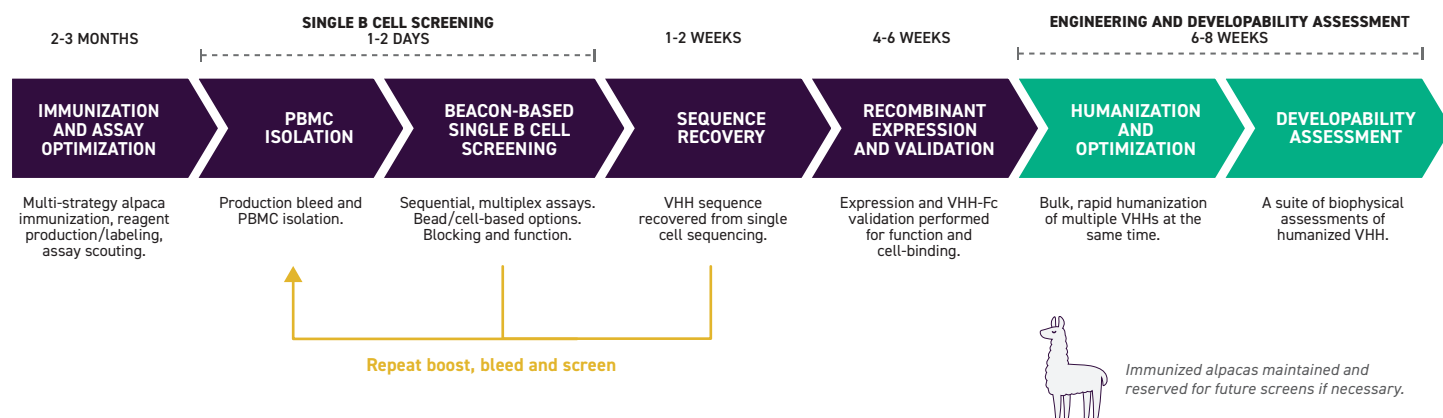 SINGLE B CELL SCREENING
ENGINEERING AND DEVELOPABILITY ASSESSMENT
2-3 MONTHS
1-2 DAYS
1-2 WEEKS
4-6 WEEKS
6-8 WEEKS
IMMUNIZATION
AND ASSAY
OPTIMIZATION
PBMC
ISOLATION
BEACON-BASED
SINGLE B CELL
SCREENING
SEQUENCE
RECOVERY
RECOMBINANT
EXPRESSION
AND VALIDATION
HUMANIZATION
AND
OPTIMIZATION
DEVELOPABILITY
ASSESSMENT
Multi-strategy alpaca
immunization, reagent
production/labeling,
assay scouting.
Production bleed and
PBMC isolation.
Sequential, multiplex assays.
Bead/cell-based options.
Blocking and function.
VHH sequence
recovered from single
cell sequencing.
Expression and VHH-Fc
validation performed
for function and
cell-binding.
Bulk, rapid humanization
of multiple VHHs at the
same time.
A suite of biophysical
assessments of
humanized VHH.
Repeat boost, bleed and screen
Immunized alpacas maintained and
reserved for future screens if necessary.